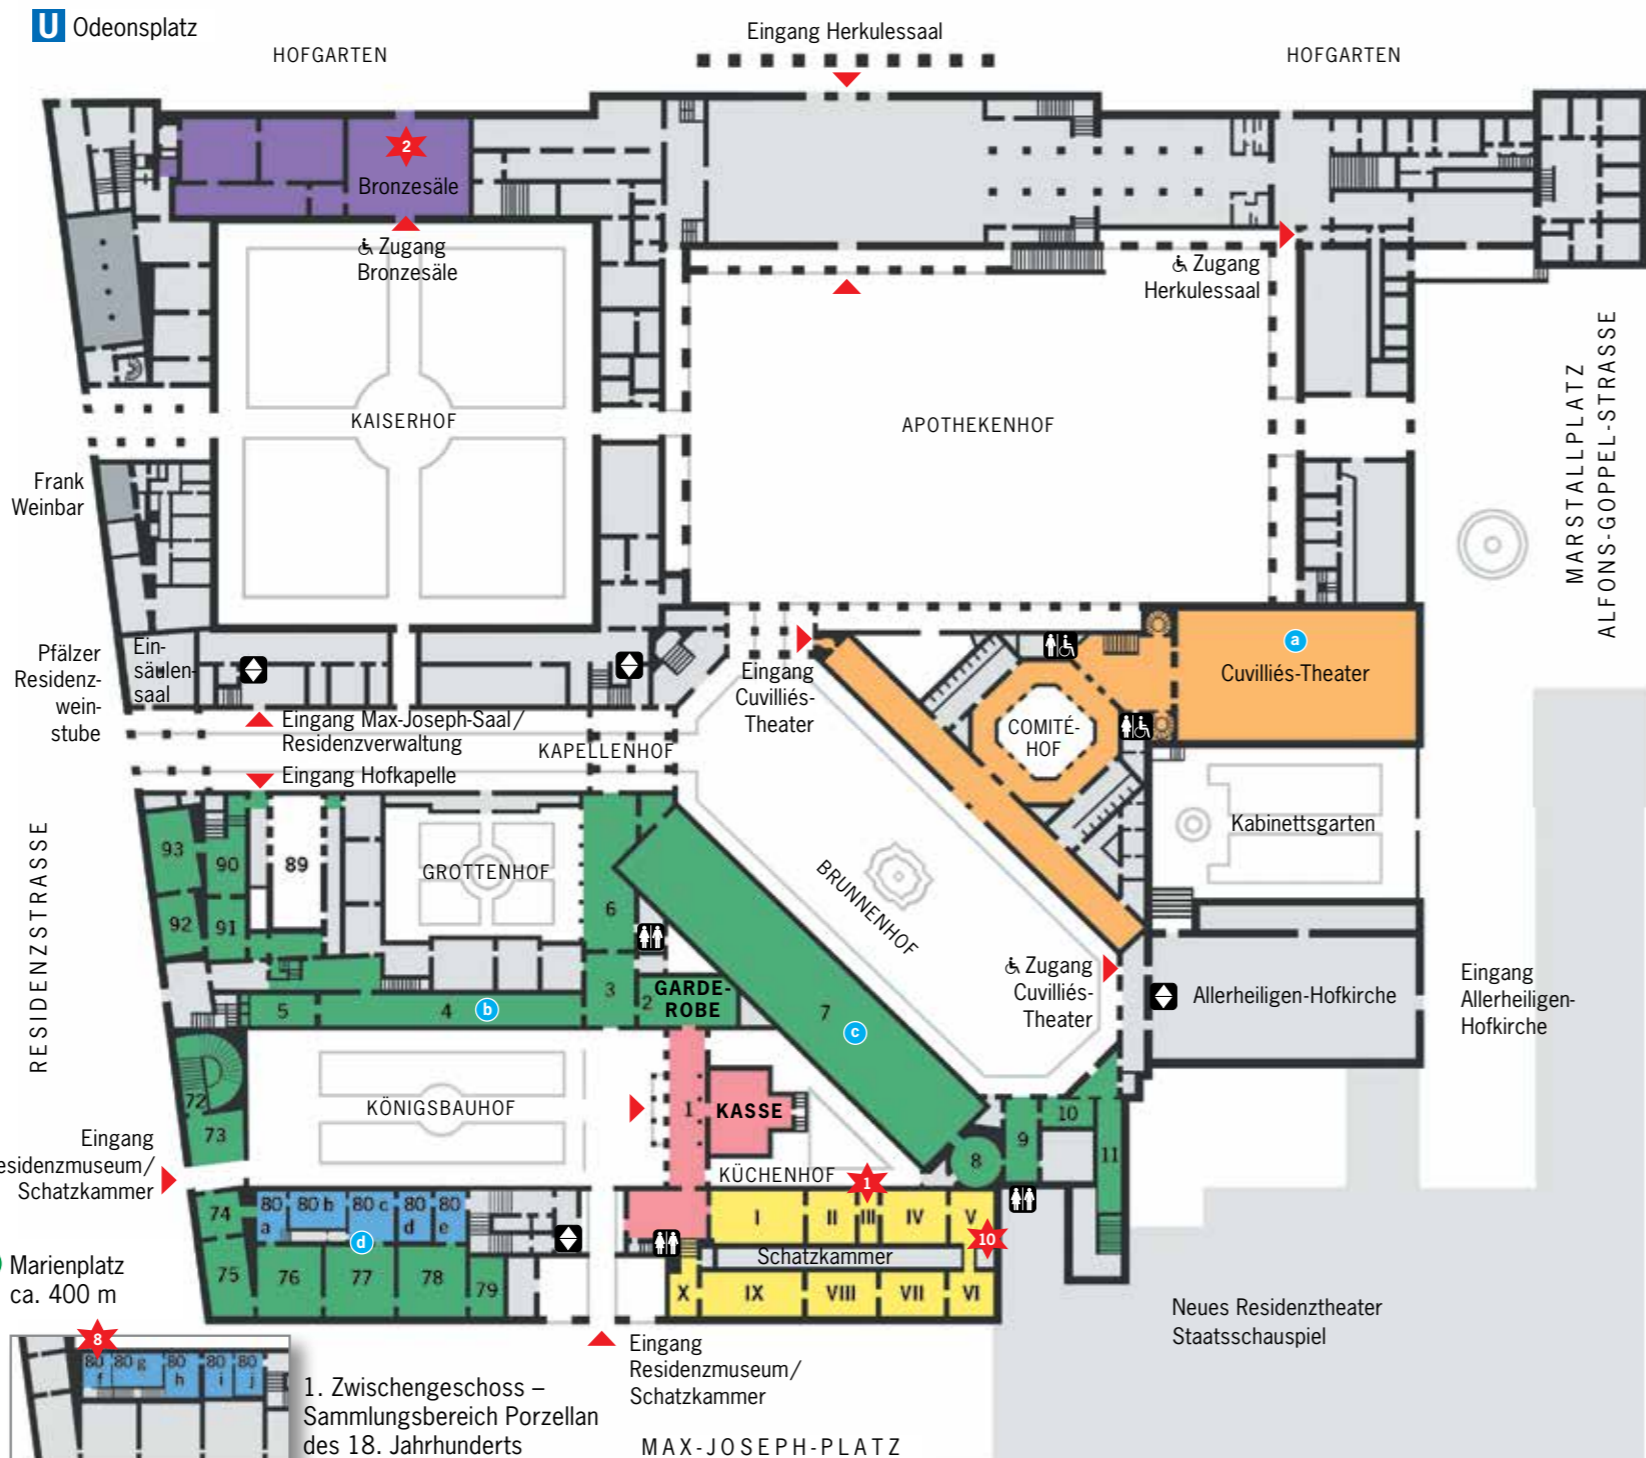 U Odeonsplatz
HOFGARTEN
Eingang Herkulessaal
HOFGARTEN
2
Bronzesäle
Zugang
Bronzesäle
Zugang
Herkulessaal
KAISERHOF
APOTHEKENHOF
MARSTALLPLATZ
ALFONS-GOPPEL-STRASSE
Frank
Weinbar
Pfälzer
Residenz-
wein-
stube
Ein-
säulen-
saal
Eingang Max-Joseph-Saal/
Residenzverwaltung
KAPELLENHOF
Eingang Hofkapelle
Eingang
Cuvilliés-
Theater
COMITÉ-
HOF
a
Cuvilliés-Theater
Kabinettsgarten
RESIDENZSTRASSE
93
90
89
92
91
GROTTENHOF
6
BRUNNENHOF
5
4
b
3
2
GARDE-
ROBE
7
c
Zugang
Cuvilliés-
Theater
Allerheiligen-Hofkirche
Eingang
Allerheiligen-
Hofkirche
72
73
KÖNIGSBAUHOF
1
KASSE
KÜCHENHOF
8
9
10
11
Eingang
esidenzmuseum/
Schatzkammer
74
75
80
a
80 b
80 c
80
d
80
e
d
76
77
78
79
1
I
II
III
IV
V
10
Schatzkammer
X
IX
VIII
VII
VI
Marienplatz
ca. 400 m
8
80
f
80 g
80
h
80
i
80
j
1. Zwischengeschoss –
Sammlungsbereich Porzellan
des 18. Jahrhunderts
Eingang
Residenzmuseum/
Schatzkammer
MAX-JOSEPH-PLATZ
Neues Residenztheater
Staatsschauspiel